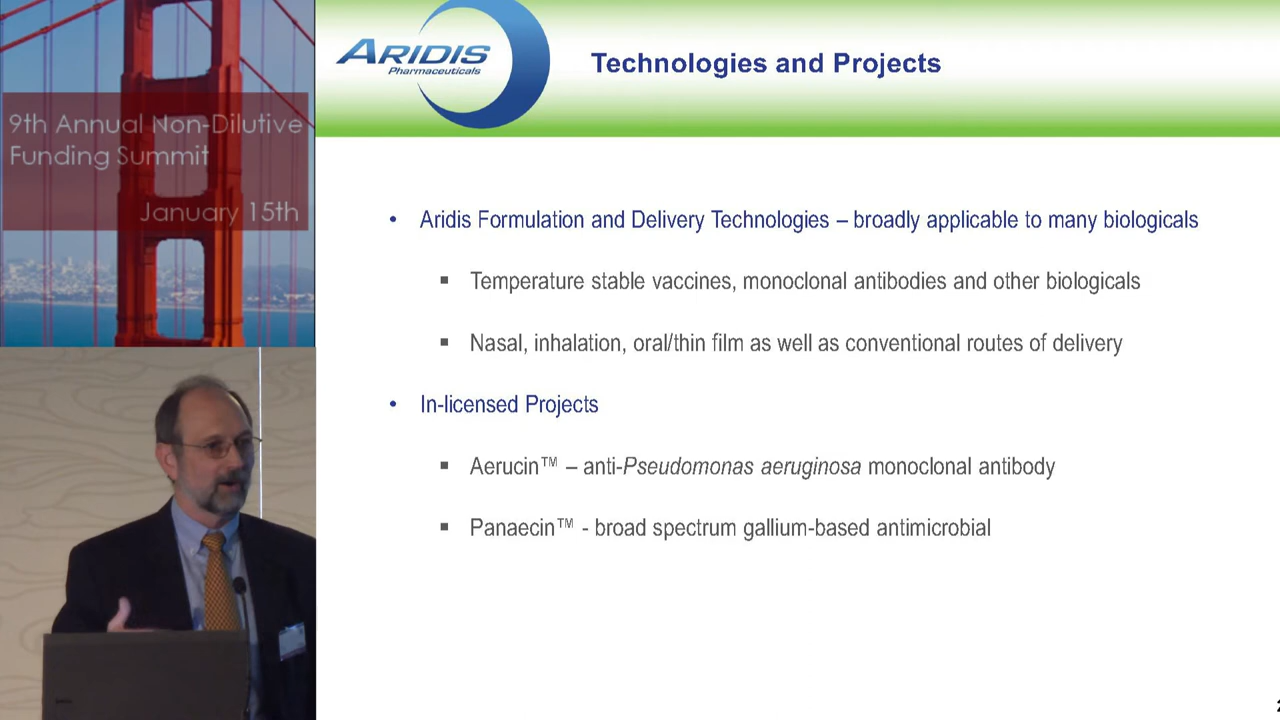 9th Annual Non-Dilutive
Funding Summit
January 15th
ARIDIS
Pharmaceuticals
Technologies and Projects
• Aridis Formulation and Delivery Technologies – broadly applicable to many biologicals
▪ Temperature stable vaccines, monoclonal antibodies and other biologicals
▪ Nasal, inhalation, oral/thin film as well as conventional routes of delivery
• In-licensed Projects
▪ Aerucin™ – anti-Pseudomonas aeruginosa monoclonal antibody
▪ Panaecin™ - broad spectrum gallium-based antimicrobial